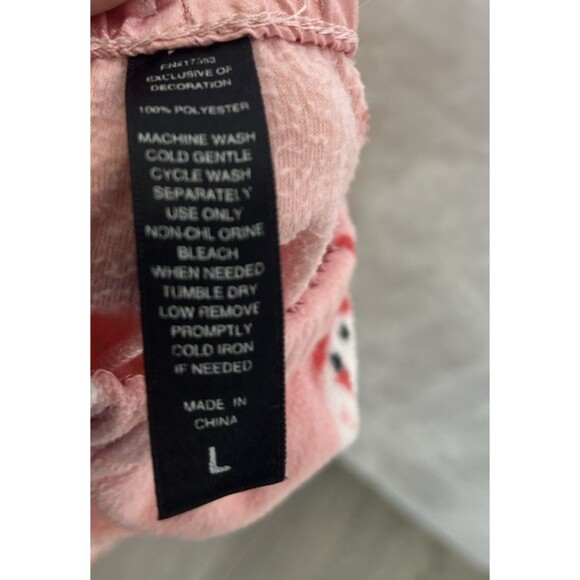 EXCLUSIVE OF
DECORATION
100% POLYESTER
MACHINE WASH
COLD GENTLE
CYCLE WASH
SEPARATELY
USE ONLY
NON-CHLORINE
BLEACH
WHEN NEEDED
TUMBLE DRY
LOW REMOVE
PROMPTLY
COLD IRON
IF NEEDED
MADE IN
CHINA
L